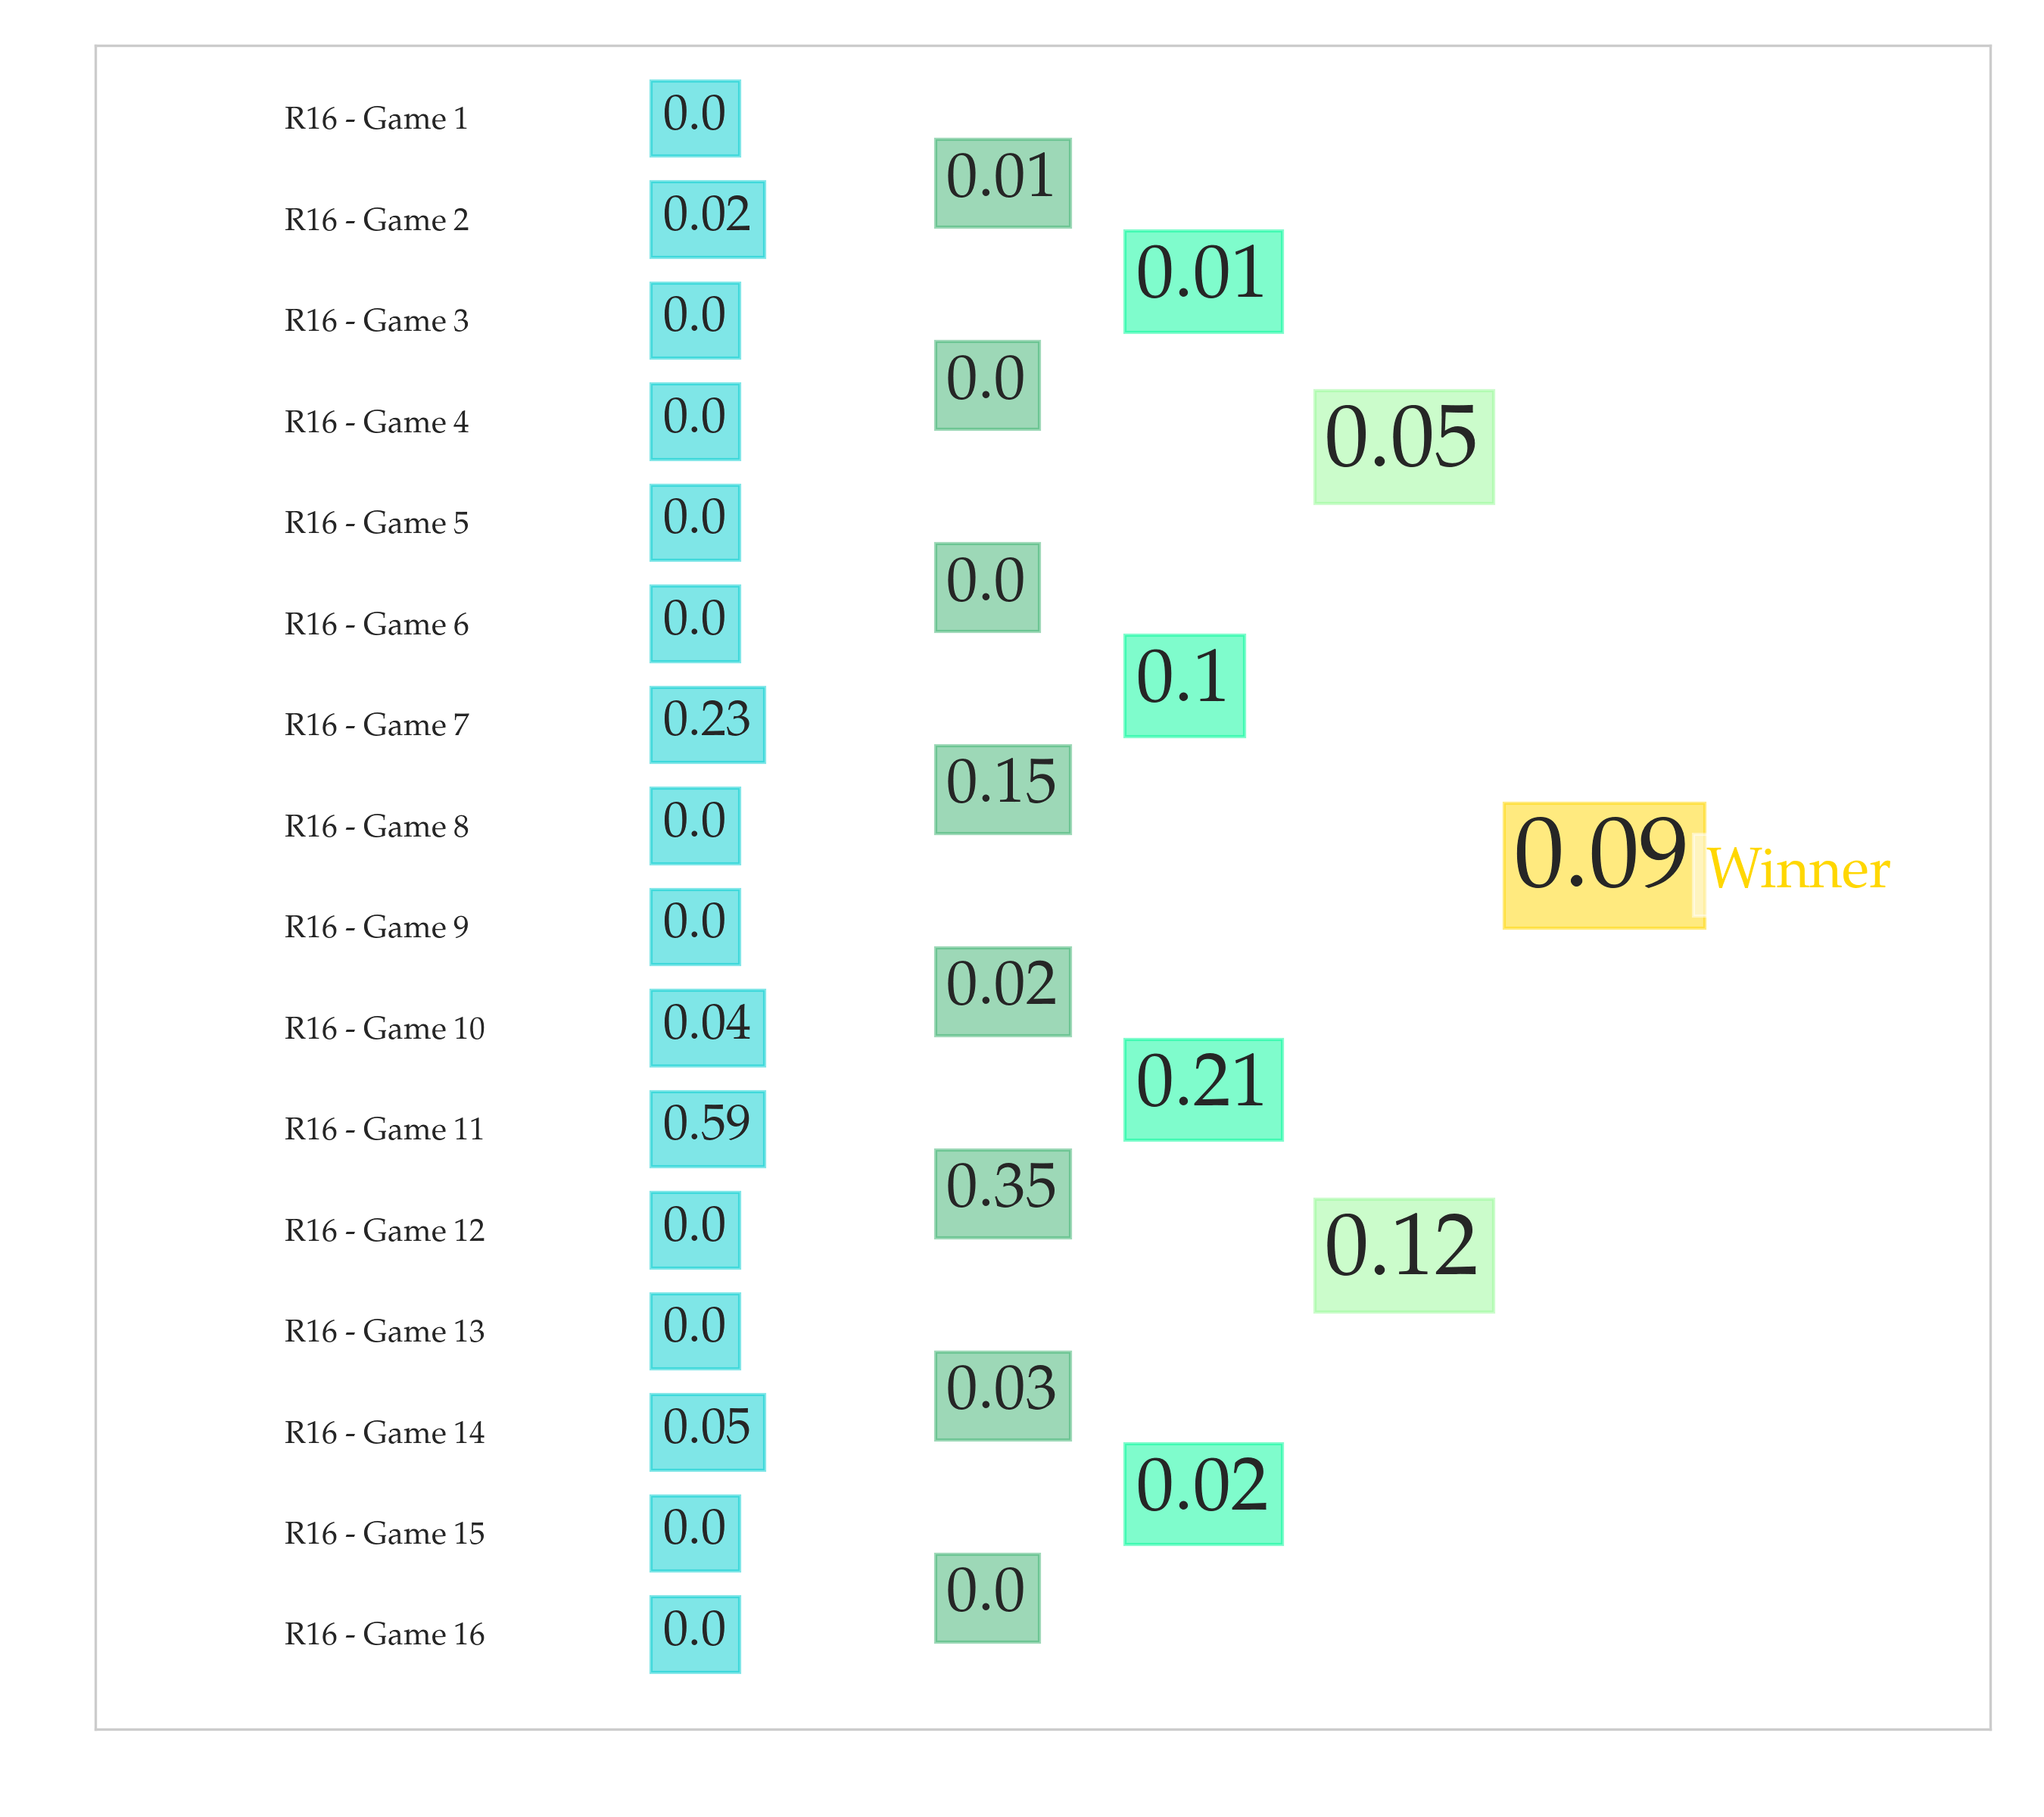 R16 - Game 1 0.0
0.01
R16 - Game 2 0.02
0.01
R16 - Game 3 0.0
0.0
R16 - Game 4 0.0
0.05
R16 - Game 5 0.0
0.0
R16 - Game 6 0.0
0.1
R16 - Game 7 0.23
0.15
R16 - Game 8 0.0
0.09 Winner
R16 - Game 9 0.0
0.02
R16 - Game 10 0.04
0.21
R16 - Game 11 0.59
0.35
R16 - Game 12 0.0
0.12
R16 - Game 13 0.0
0.03
R16 - Game 14 0.05
0.02
R16 - Game 15 0.0
0.0
R16 - Game 16 0.0